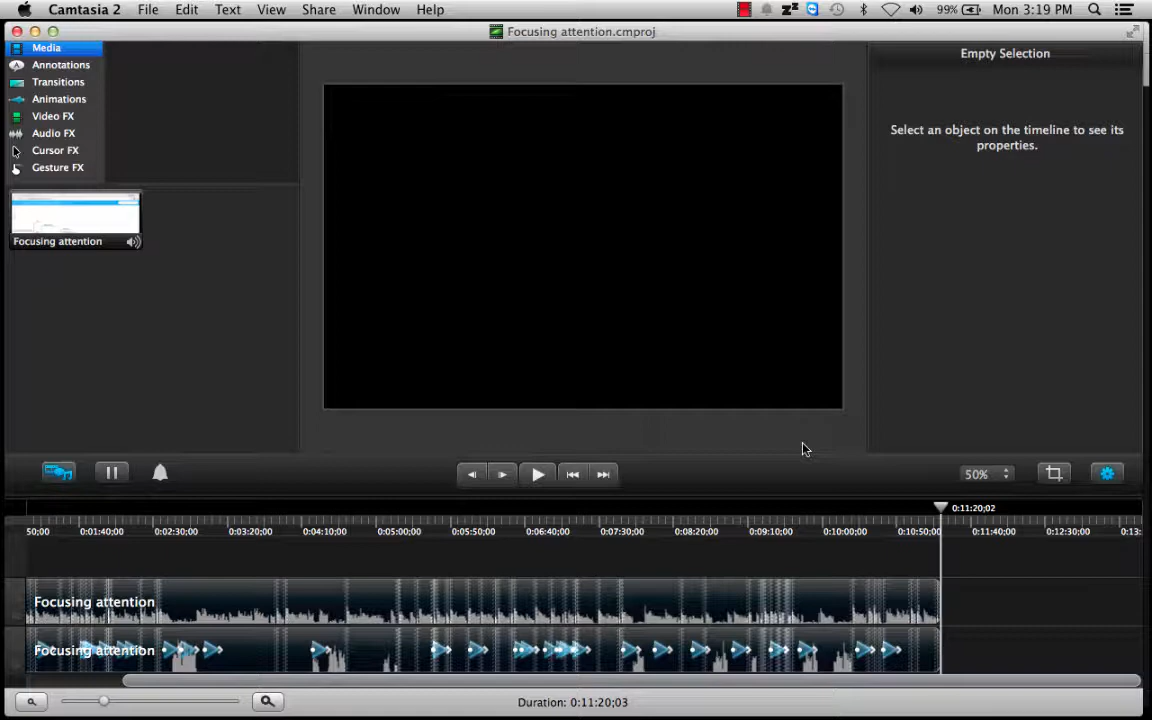 Camtasia 2 File Edit Text View Share Window Help 99% Mon 3:19 PM
Focusing attention.cmproj
Media
Annotations
Transitions
Animations
Video FX
Audio FX
Cursor FX
Gesture FX
Focusing attention
Empty Selection
Select an object on the timeline to see its
properties.
50%
0:11:20;02
50;00 0:01:40;00 0:02:30;00 0:03:20;00 0:04:10;00 0:05:00;00 0:05:50;00 0:06:40;00 0:07:30;00 0:08:20;00 0:09:10;00 0:10:00;00 0:10:50;00 0:11:40;00 0:12:30;00 0:13:
Focusing attention
Focusing attention
Duration: 0:11:20;03